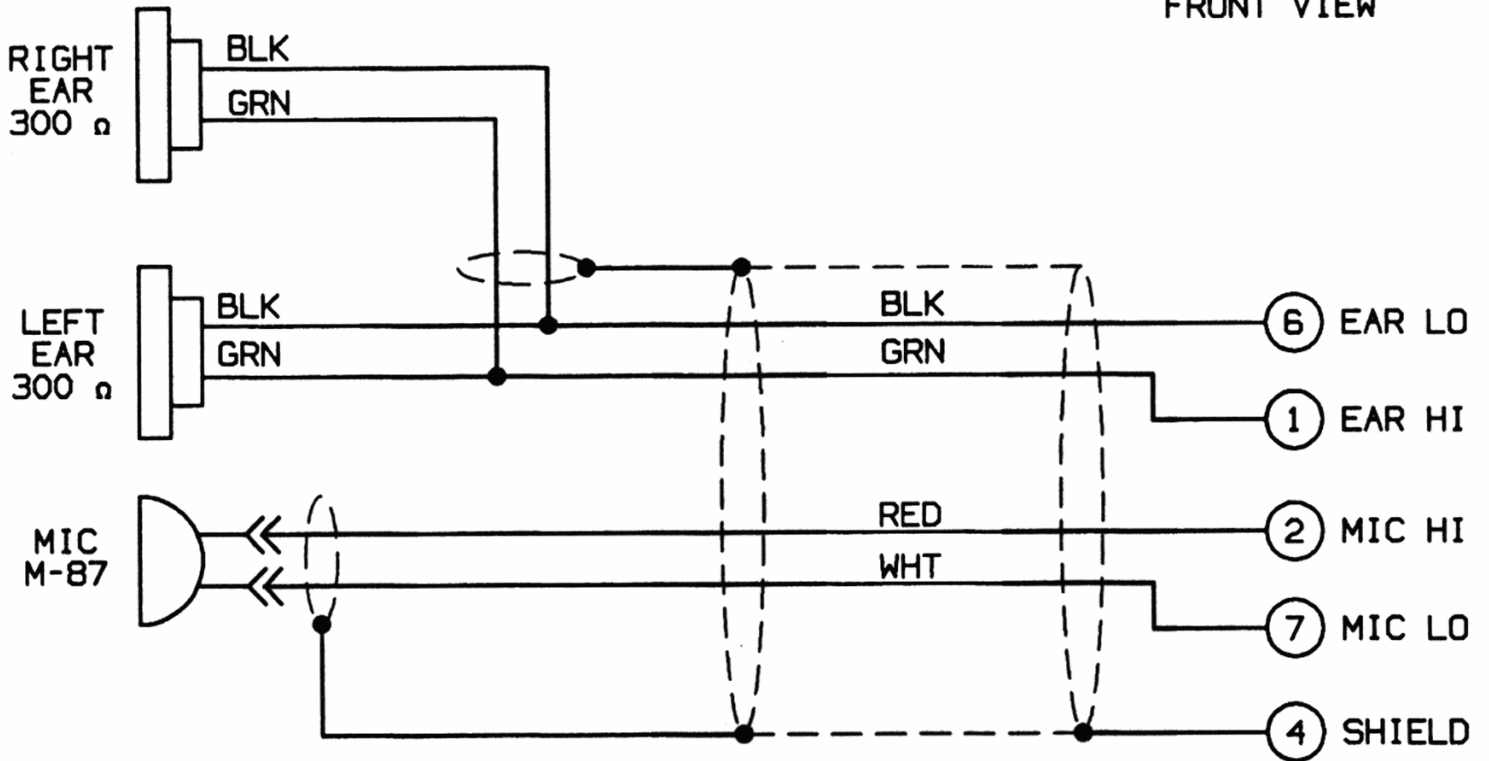 FRONT VIEW
RIGHT
EAR
300 Ω
BLK
GRN
LEFT
EAR
300 Ω
BLK
GRN
BLK
GRN
6 EAR LO
1 EAR HI
MIC
M-87
RED
WHT
2 MIC HI
7 MIC LO
4 SHIELD